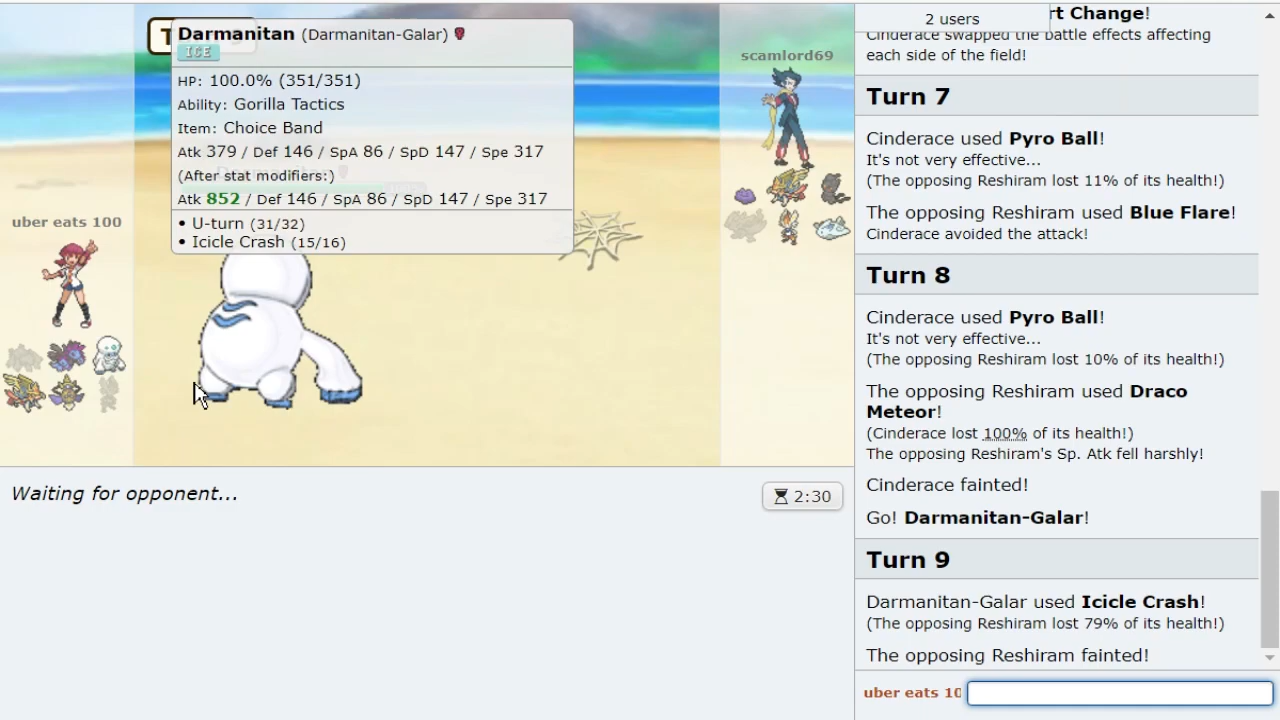 Darmanitan (Darmanitan-Galar)
ICE
HP: 100.0% (351/351)
Ability: Gorilla Tactics
Item: Choice Band
Atk 379 / Def 146 / SpA 86 / SpD 147 / Spe 317
(After stat modifiers:)
Atk 852 / Def 146 / SpA 86 / SpD 147 / Spe 317
• U-turn (31/32)
• Icicle Crash (15/16)
uber eats 100
scamlord69
Waiting for opponent...
2:30
2 users
rt Change!
Cinderace swapped the battle effects affecting
each side of the field!
Turn 7
Cinderace used Pyro Ball!
It's not very effective...
(The opposing Reshiram lost 11% of its health!)
The opposing Reshiram used Blue Flare!
Cinderace avoided the attack!
Turn 8
Cinderace used Pyro Ball!
It's not very effective...
(The opposing Reshiram lost 10% of its health!)
The opposing Reshiram used Draco
Meteor!
(Cinderace lost 100% of its health!)
The opposing Reshiram's Sp. Atk fell harshly!
Cinderace fainted!
Go! Darmanitan-Galar!
Turn 9
Darmanitan-Galar used Icicle Crash!
(The opposing Reshiram lost 79% of its health!)
The opposing Reshiram fainted!
uber eats 10